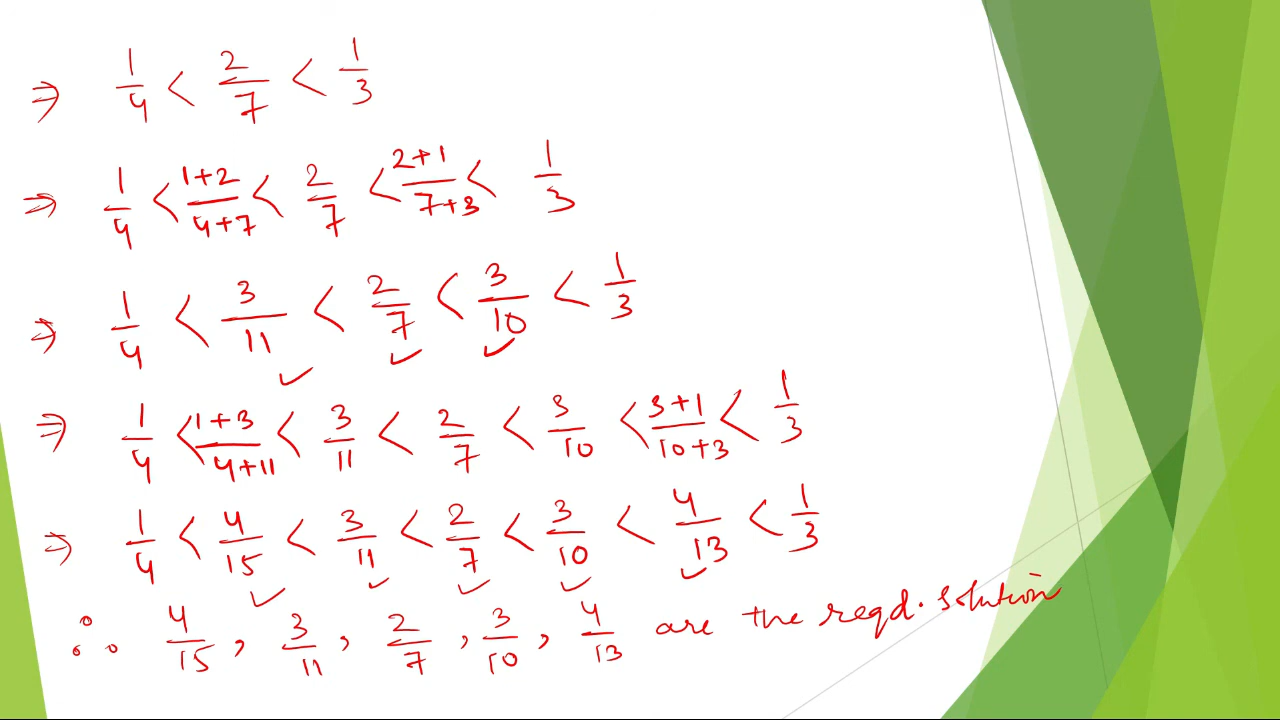 ⇒ 1/4 < 2/7 < 1/3
⇒ 1/4 < (1+2)/(4+7) < 2/7 < (2+1)/(7+3) < 1/3
⇒ 1/4 < 3/11 < 2/7 < 3/10 < 1/3
⇒ 1/4 < (1+3)/(4+11) < 3/11 < 2/7 < 3/10 < (3+1)/(10+3) < 1/3
⇒ 1/4 < 4/15 < 3/11 < 2/7 < 3/10 < 4/13 < 1/3
∴ 4/15, 3/11, 2/7, 3/10, 4/13 are the reqd. solution